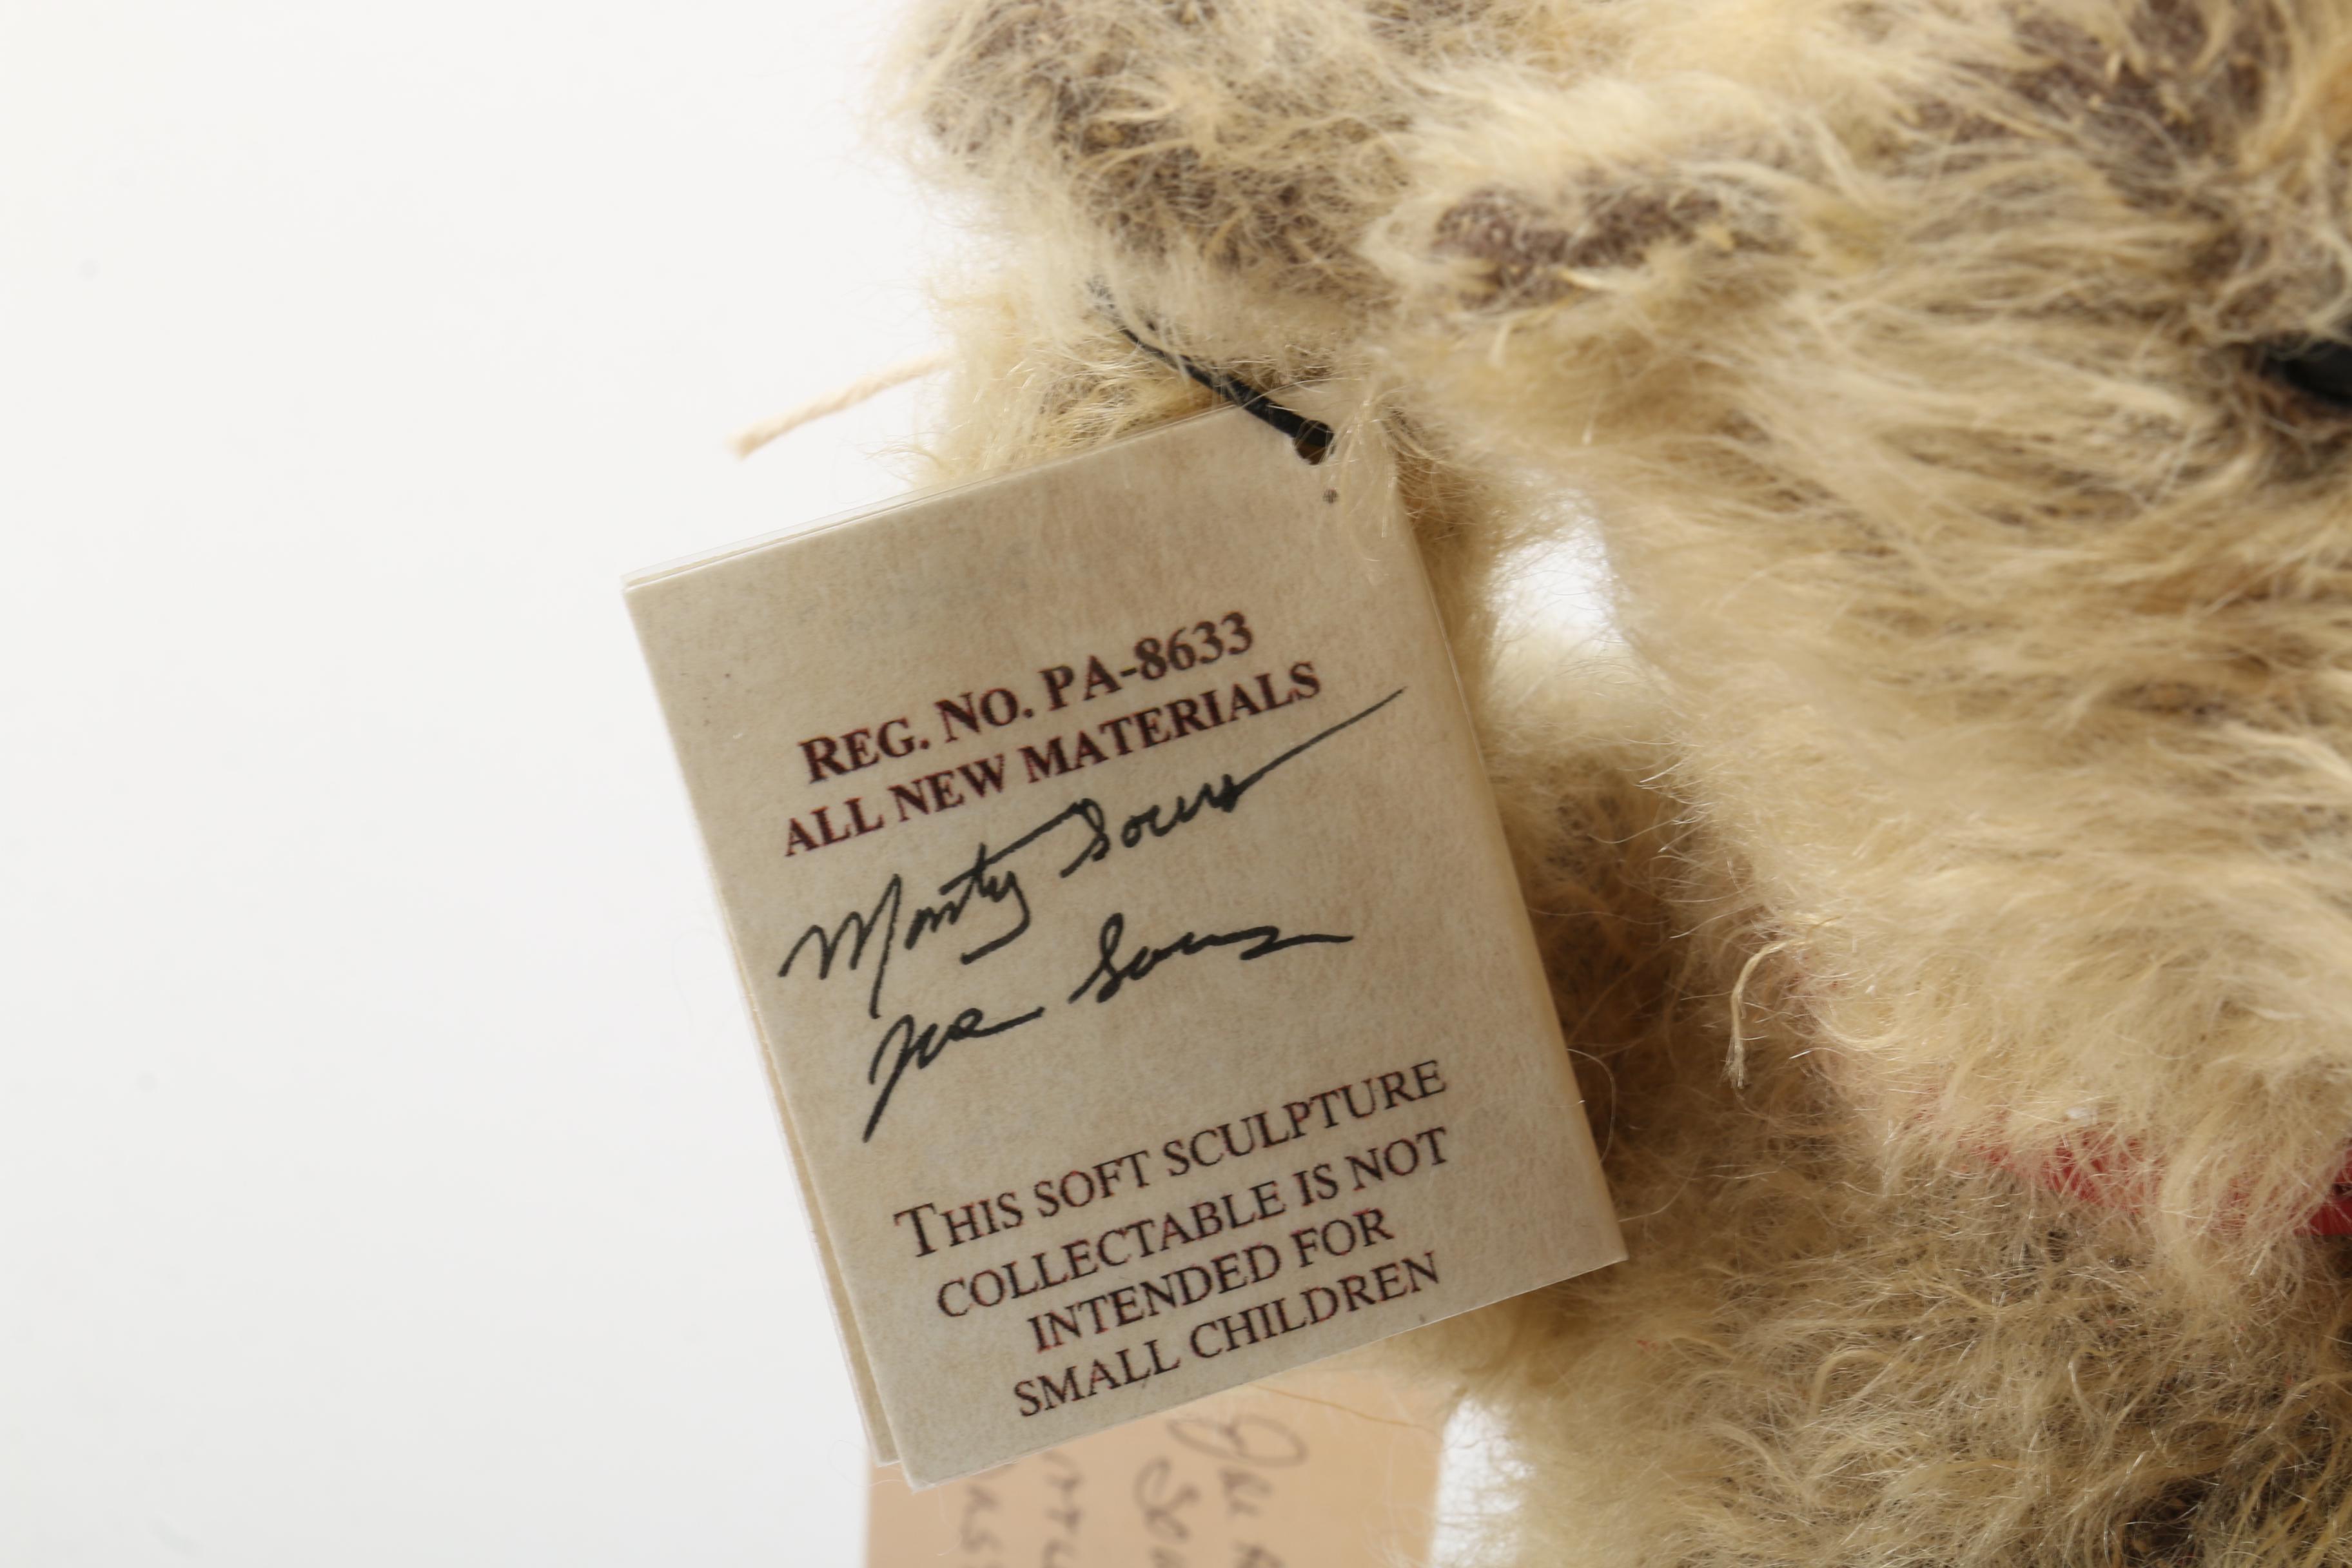 REG. NO. PA-8633
ALL NEW MATERIALS
Monty Sours
Joe Sours
THIS SOFT SCULPTURE
COLLECTABLE IS NOT
INTENDED FOR
SMALL CHILDREN